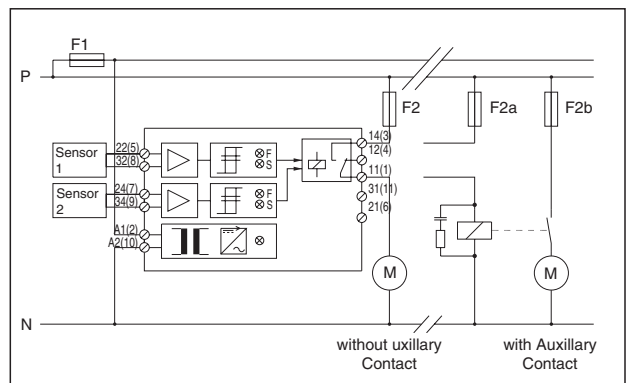 F1
P
F2
F2a
F2b
14(3)
12(4)
11(1)
31(11)
21(6)
Sensor
1
22(5)
32(8)
F
S
Sensor
2
24(7)
34(9)
F
S
A1(2)
A2(10)
M
M
N
without uxillary
Contact
with Auxillary
Contact